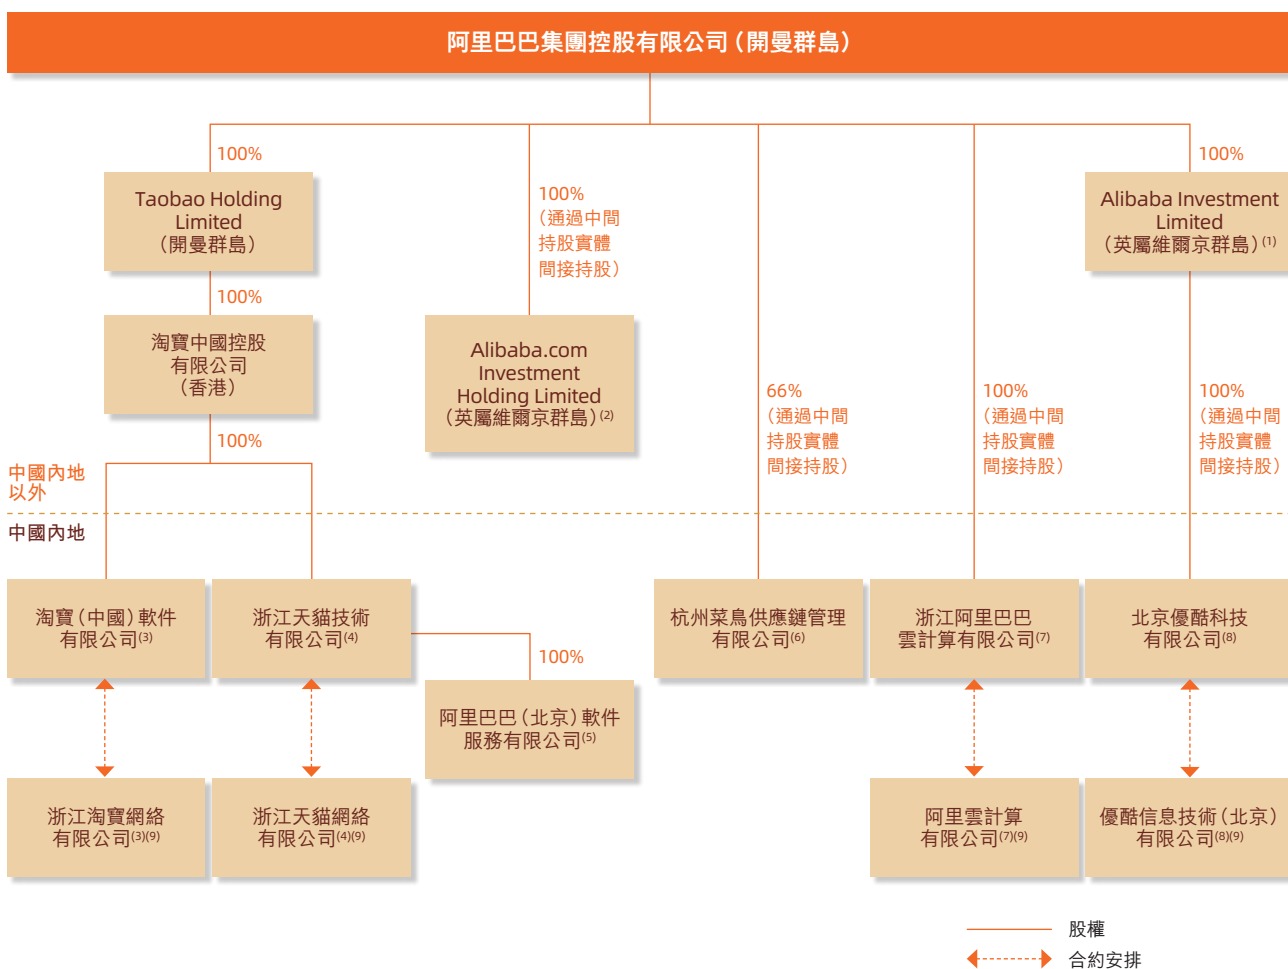 阿里巴巴集團控股有限公司（開曼群島）
100%
Taobao Holding
Limited
（開曼群島）
100%
淘寶中國控股
有限公司
（香港）
100%
100%
（通過中間
持股實體
間接持股）
Alibaba.com
Investment
Holding Limited
（英屬維爾京群島）(2)
66%
（通過中間
持股實體
間接持股）
100%
（通過中間
持股實體
間接持股）
100%
Alibaba Investment
Limited
（英屬維爾京群島）(1)
100%
（通過中間
持股實體
間接持股）
中國內地
以外
中國內地
淘寶（中國）軟件
有限公司(3)
浙江天貓技術
有限公司(4)
100%
阿里巴巴（北京）軟件
服務有限公司(5)
杭州菜鳥供應鏈管理
有限公司(6)
浙江阿里巴巴
雲計算有限公司(7)
北京優酷科技
有限公司(8)
浙江淘寶網絡
有限公司(3)(9)
浙江天貓網絡
有限公司(4)(9)
阿里雲計算
有限公司(7)(9)
優酷信息技術（北京）
有限公司(8)(9)
股權
合約安排